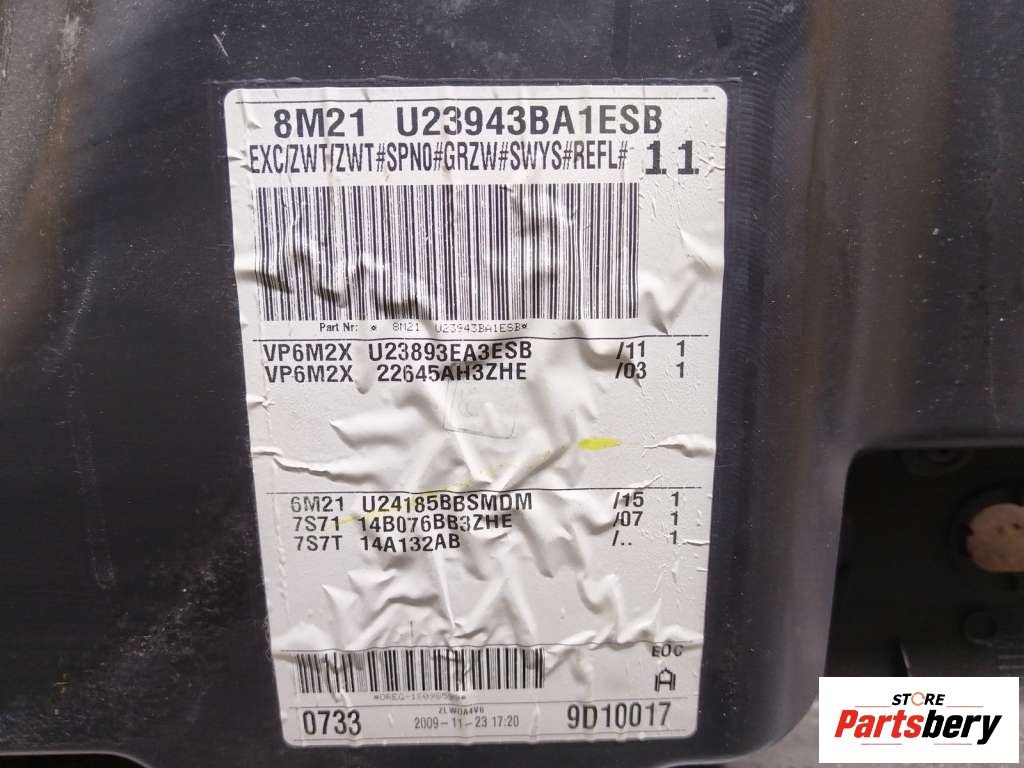 8M21 U23943BA1ESB
EXC/ZWT/ZWT#SPN0#GRZW#SWYS#REFL# 11
Part Nr: * 8M21 U23943BA1ESB*
VP6M2X U23893EA3ESB /11 1
VP6M2X 22645AH3ZHE /03 1
6M21 U24185BBSMDM /15 1
7S71 14B076BB3ZHE /07 1
7S7T 14A132AB /.. 1
EOC
A
0733 2009-11-23 17:20 9D10017
STORE
Partsbery